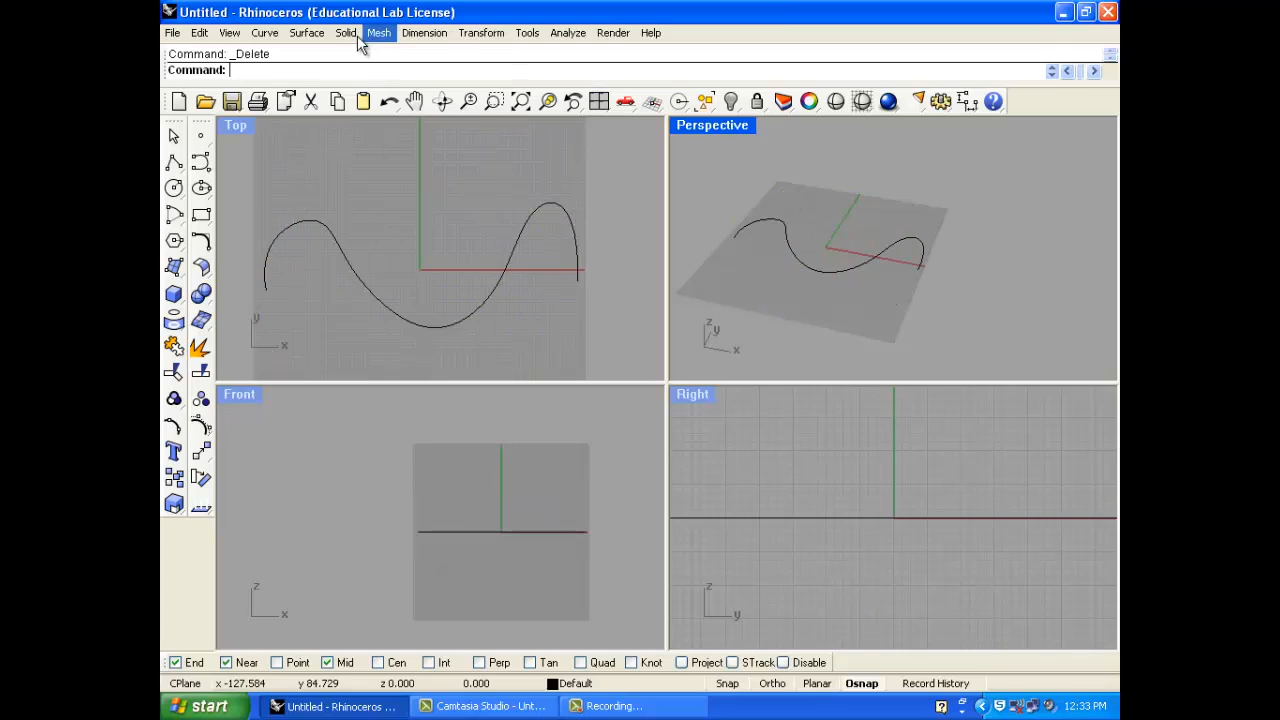 Untitled - Rhinoceros (Educational Lab License)
File Edit View Curve Surface Solid Mesh Dimension Transform Tools Analyze Render Help
Command: _Delete
Command:
Top
Perspective
y
x
z
y
x
Front
Right
z
x
z
y
End Near Point Mid Cen Int Perp Tan Quad Knot Project STrack Disable
CPlane x -127.584 y 84.729 z 0.000 0.000 Default Snap Ortho Planar Osnap Record History
start Untitled - Rhinoceros ... Camtasia Studio - Unt... Recording... 12:33 PM